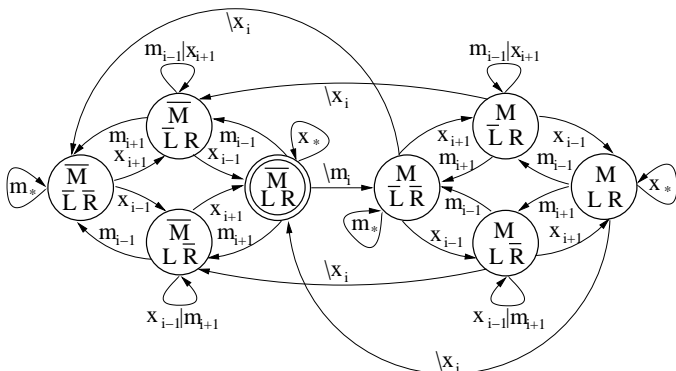 \x_i
m_{i-1}|x_{i+1}
m_{i-1}|x_{i+1}
\x_i
M̅
L̅ R
M
L̅ R
m_{i+1}
m_{i-1}
x_*
x_{i+1}
x_{i-1}
x_{i+1}
x_{i-1}
m_{i+1}
m_{i-1}
m_*
M̅
L̅ R̅
M̅
L R
\m_i
M
L̅ R̅
M
L R
x_*
x_{i-1}
x_{i+1}
m_*
m_{i-1}
m_{i+1}
m_{i-1}
M̅
L R̅
m_{i+1}
x_{i-1}
M
L R̅
x_{i+1}
\x_i
x_{i-1}|m_{i+1}
x_{i-1}|m_{i+1}
\x_i